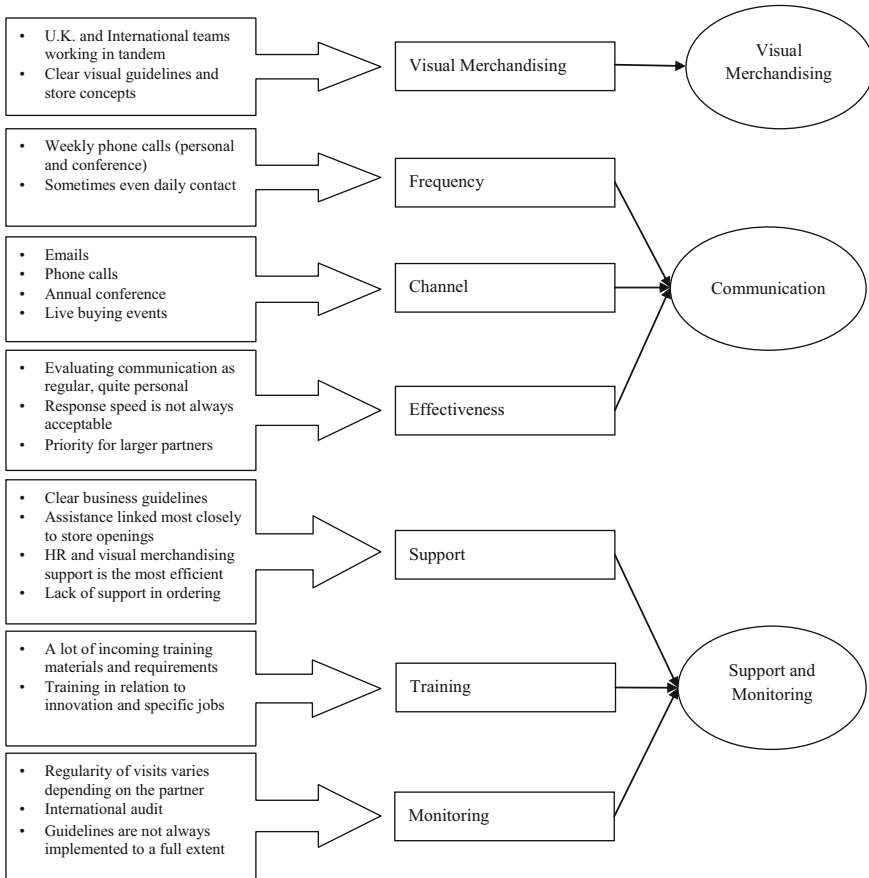 • U.K. and International teams
working in tandem
• Clear visual guidelines and
store concepts
Visual Merchandising
Visual
Merchandising
• Weekly phone calls (personal
and conference)
• Sometimes even daily contact
Frequency
• Emails
• Phone calls
• Annual conference
• Live buying events
Channel
Communication
• Evaluating communication as
regular, quite personal
• Response speed is not always
acceptable
• Priority for larger partners
Effectiveness
• Clear business guidelines
• Assistance linked most closely
to store openings
• HR and visual merchandising
support is the most efficient
• Lack of support in ordering
Support
• A lot of incoming training
materials and requirements
• Training in relation to
innovation and specific jobs
Training
Support and
Monitoring
• Regularity of visits varies
depending on the partner
• International audit
• Guidelines are not always
implemented to a full extent
Monitoring